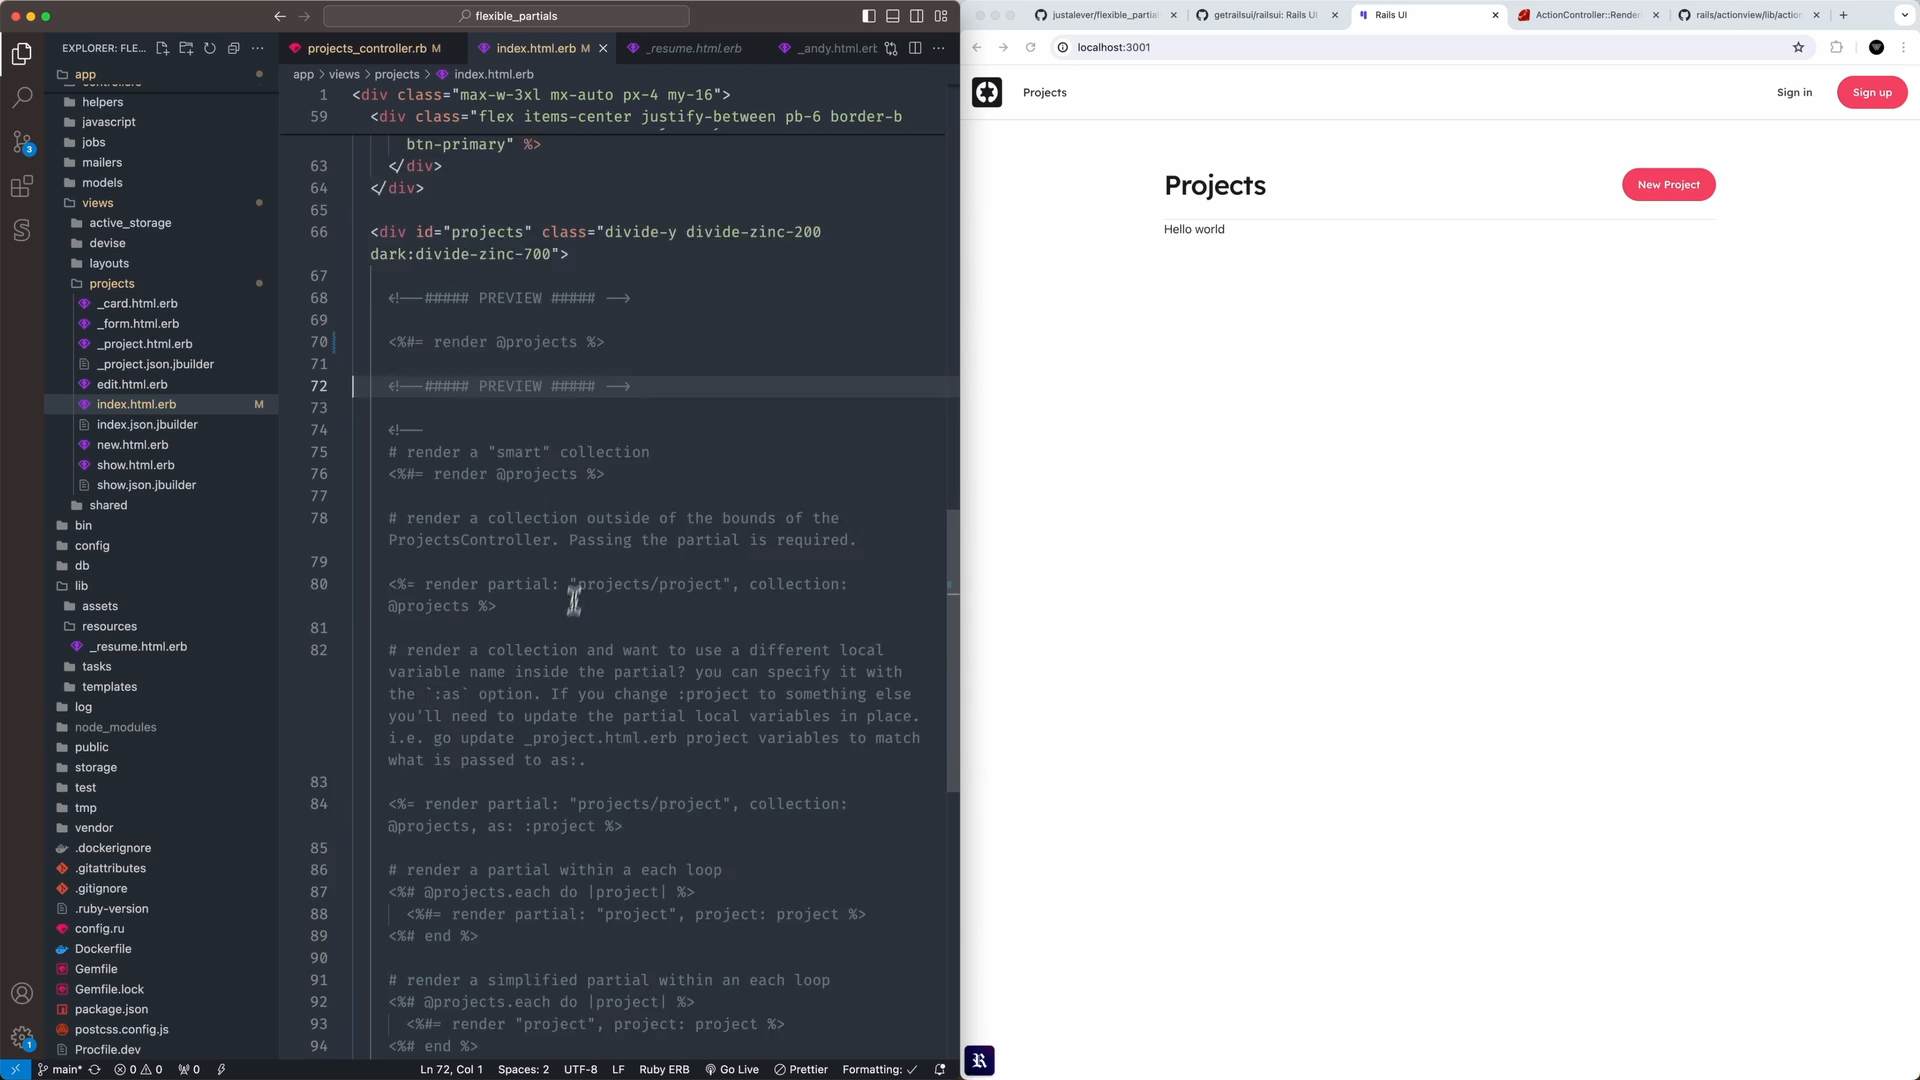 flexible_partials
EXPLORER: FLE...
app
controllers
helpers
javascript
jobs
mailers
models
views
active_storage
devise
layouts
projects
_card.html.erb
_form.html.erb
_project.html.erb
_project.json.jbuilder
edit.html.erb
index.html.erb M
index.json.jbuilder
new.html.erb
show.html.erb
show.json.jbuilder
shared
bin
config
db
lib
assets
resources
_resume.html.erb
tasks
templates
log
node_modules
public
storage
test
tmp
vendor
.dockerignore
.gitattributes
.gitignore
.ruby-version
config.ru
Dockerfile
Gemfile
Gemfile.lock
package.json
postcss.config.js
Procfile.dev
3
1
projects_controller.rb M
index.html.erb M
_resume.html.erb
_andy.html.erb
app > views > projects > index.html.erb
1 <div class="max-w-3xl mx-auto px-4 my-16">
59 <div class="flex items-center justify-between pb-6 border-b
btn-primary" %>
63 </div>
64 </div>
65
66 <div id="projects" class="divide-y divide-zinc-200
dark:divide-zinc-700">
67
68 <!-- ##### PREVIEW ##### -->
69
70 <%#= render @projects %>
71
72 <!-- ##### PREVIEW ##### -->
73
74 <!--
75 # render a "smart" collection
76 <%#= render @projects %>
77
78 # render a collection outside of the bounds of the
ProjectsController. Passing the partial is required.
79
80 <%= render partial: "projects/project", collection:
@projects %>
81
82 # render a collection and want to use a different local
variable name inside the partial? you can specify it with
the `:as` option. If you change :project to something else
you'll need to update the partial local variables in place.
i.e. go update _project.html.erb project variables to match
what is passed to as:.
83
84 <%= render partial: "projects/project", collection:
@projects, as: :project %>
85
86 # render a partial within a each loop
87 <%# @projects.each do |project| %>
88 <%#= render partial: "project", project: project %>
89 <%# end %>
90
91 # render a simplified partial within an each loop
92 <%# @projects.each do |project| %>
93 <%#= render "project", project: project %>
94 <%# end %>
main* 0 0 0
Ln 72, Col 1 Spaces: 2 UTF-8 LF Ruby ERB Go Live Prettier Formatting:
justalever/flexible_partial
getrailsui/railsui: Rails UI
Rails UI
ActionController::Render
rails/actionview/lib/action
localhost:3001
Projects
Sign in
Sign up
Projects
New Project
Hello world